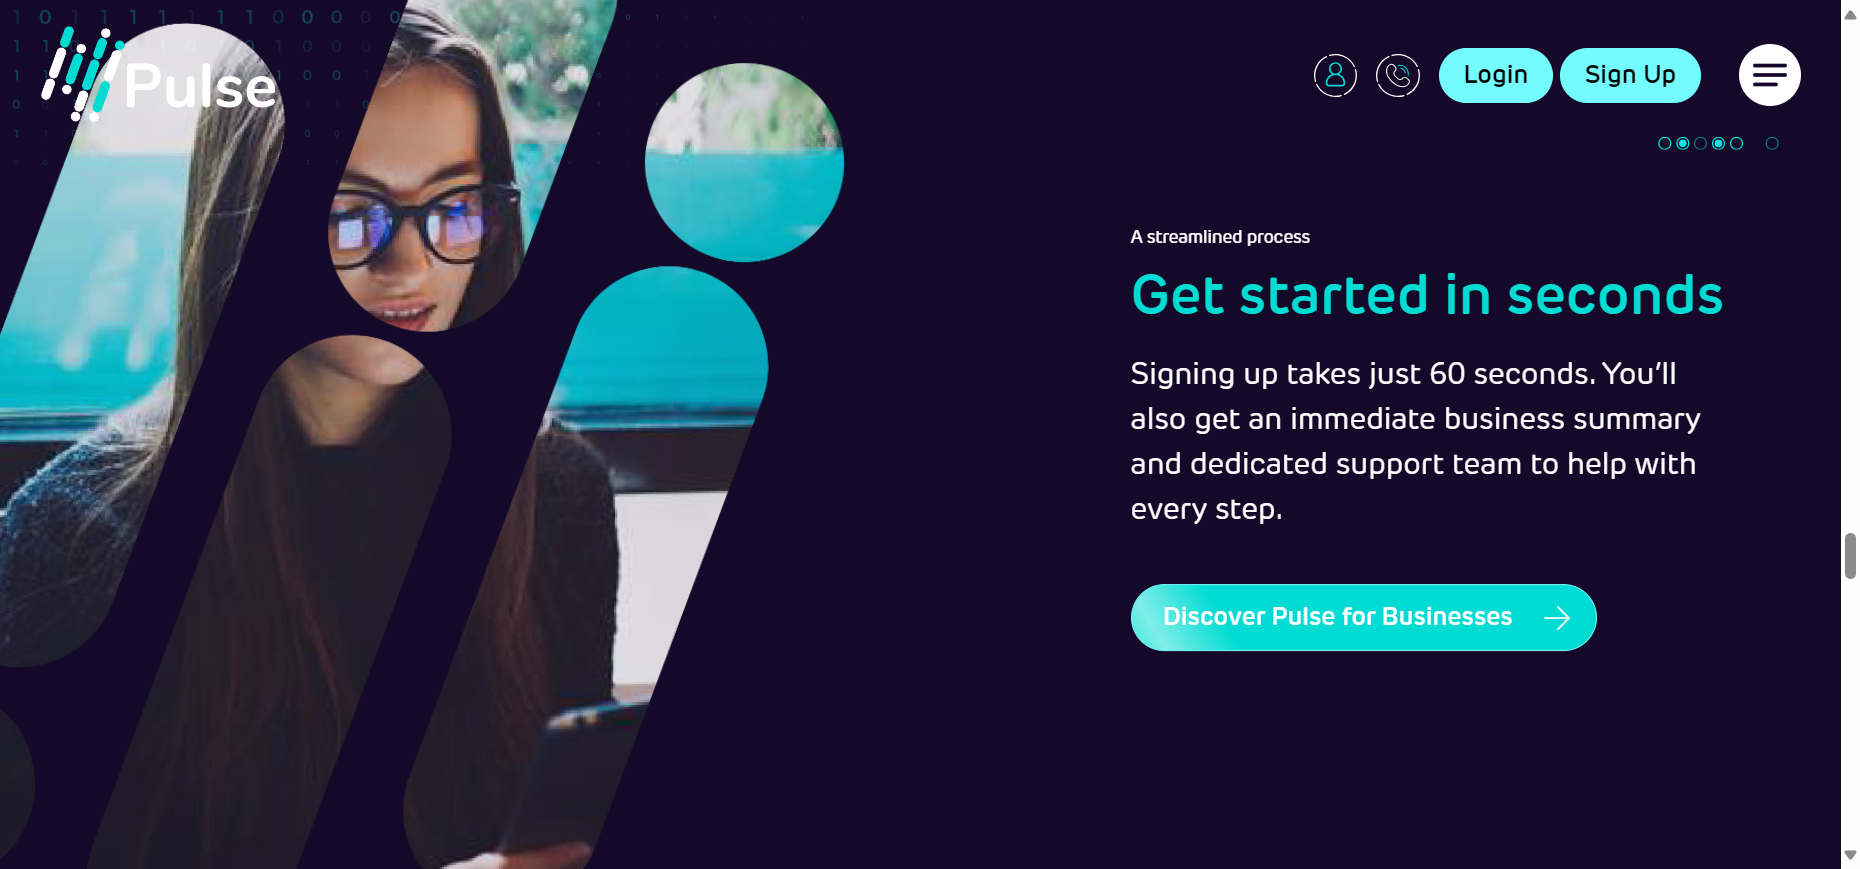 Pulse
Login
Sign Up
A streamlined process
Get started in seconds
Signing up takes just 60 seconds. You’ll
also get an immediate business summary
and dedicated support team to help with
every step.
Discover Pulse for Businesses